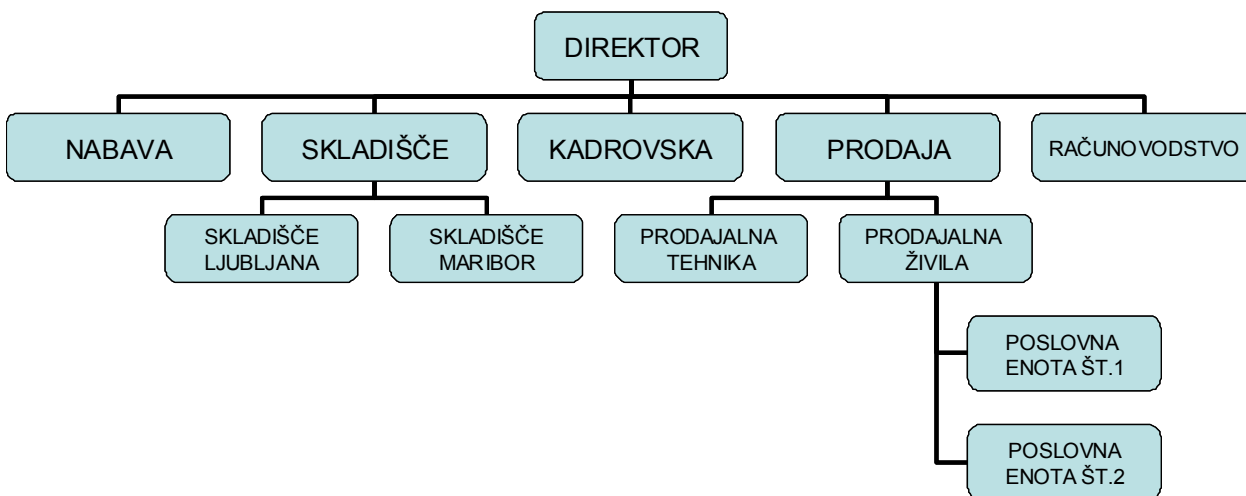 DIREKTOR
NABAVA
SKLADIŠČE
KADROVSKA
PRODAJA
RAČUNOVODSTVO
SKLADIŠČE
LJUBLJANA
SKLADIŠČE
MARIBOR
PRODAJALNA
TEHNIKA
PRODAJALNA
ŽIVILA
POSLOVNA
ENOTA ŠT.1
POSLOVNA
ENOTA ŠT.2